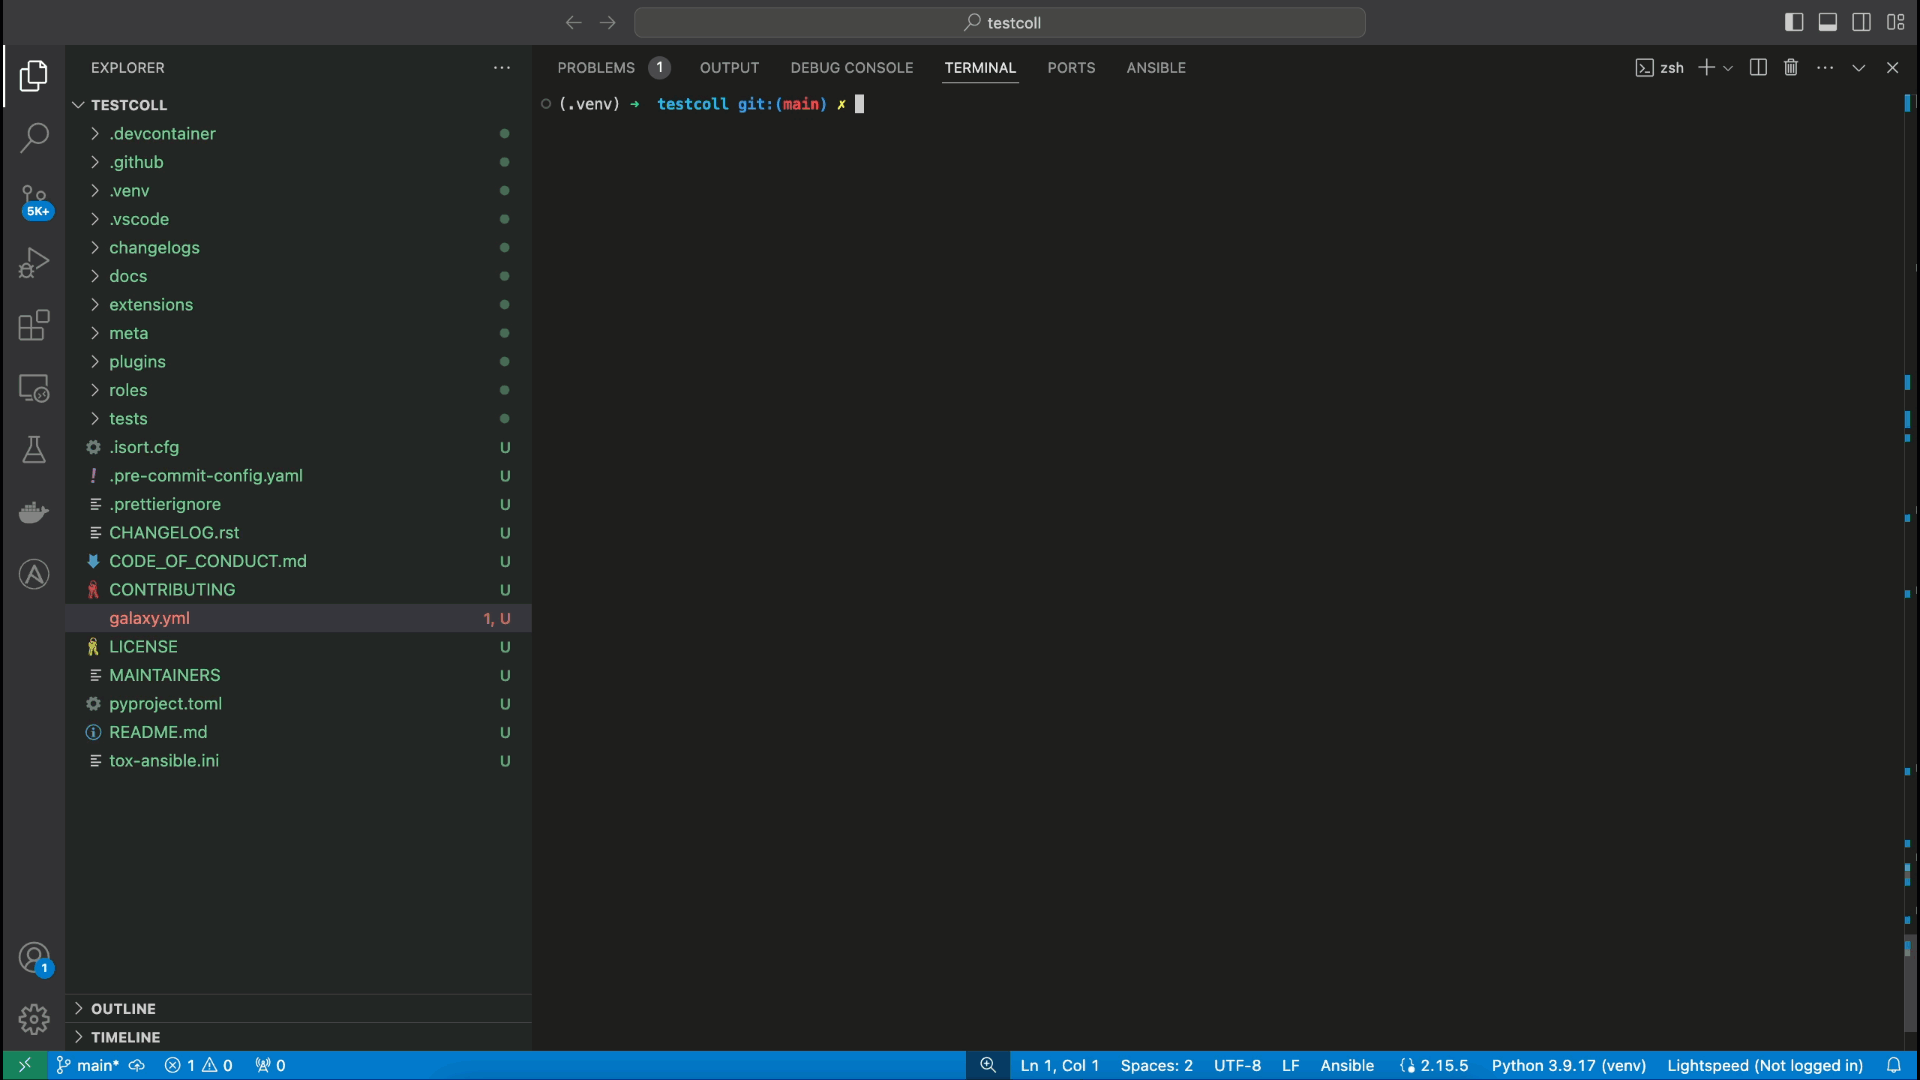 testcoll
EXPLORER
PROBLEMS 1 OUTPUT DEBUG CONSOLE TERMINAL PORTS ANSIBLE
zsh
TESTCOLL
(.venv) ➜ testcoll git:(main) ✗
.devcontainer
.github
.venv
.vscode
changelogs
docs
extensions
meta
plugins
roles
tests
.isort.cfg U
! .pre-commit-config.yaml U
.prettierignore U
CHANGELOG.rst U
CODE_OF_CONDUCT.md U
CONTRIBUTING U
galaxy.yml 1, U
LICENSE U
MAINTAINERS U
pyproject.toml U
README.md U
tox-ansible.ini U
5K+
1
OUTLINE
TIMELINE
main* 1 0 0
Ln 1, Col 1 Spaces: 2 UTF-8 LF Ansible 2.15.5 Python 3.9.17 (venv) Lightspeed (Not logged in)